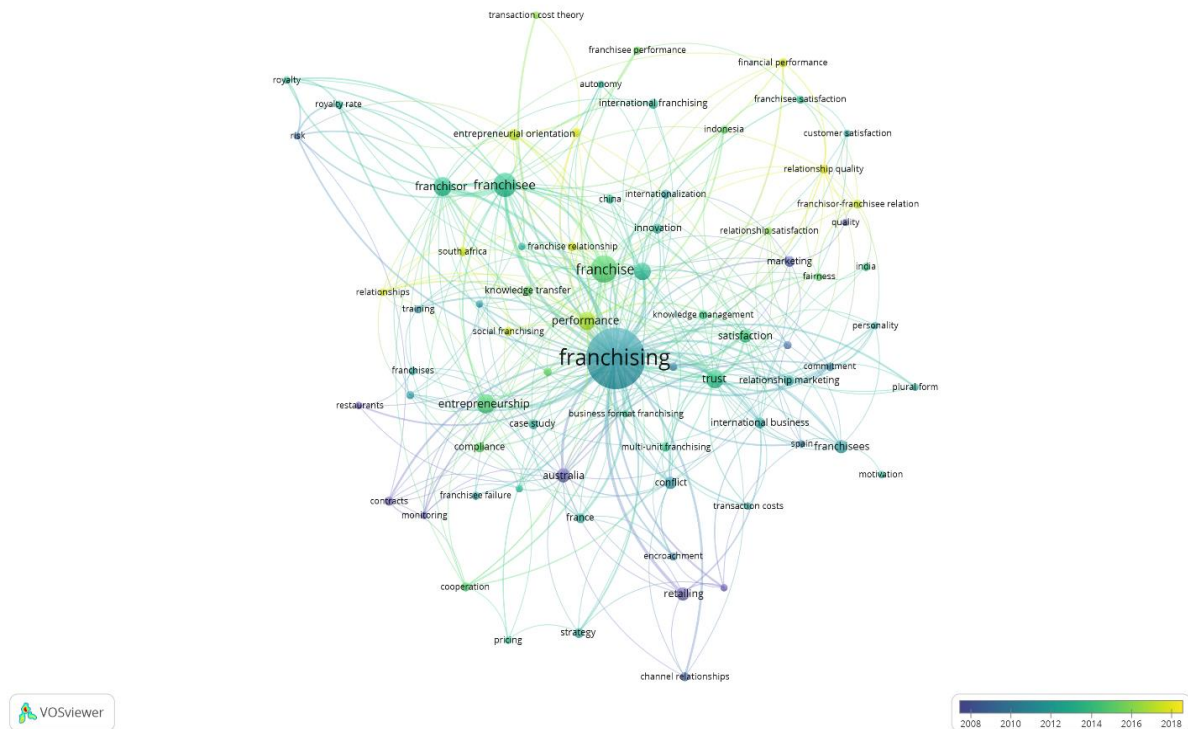 transaction cost theory
franchisee performance
financial performance
royalty
autonomy
royalty rate
international franchising
franchisee satisfaction
risk
entrepreneurial orientation
indonesia
customer satisfaction
relationship quality
franchisor
franchisee
china
internationalization
franchisor-franchisee relation
quality
innovation
relationship satisfaction
south africa
franchise relationship
marketing
franchise
india
fairness
relationships
knowledge transfer
training
performance
knowledge management
personality
social franchising
satisfaction
franchising
franchises
commitment
trust
relationship marketing
plural form
restaurants
entrepreneurship
business format franchising
case study
international business
compliance
multi-unit franchising
spain
franchisees
australia
conflict
motivation
contracts
franchisee failure
monitoring
france
transaction costs
encroachment
cooperation
retailing
pricing
strategy
channel relationships
VOSviewer
2008 2010 2012 2014 2016 2018